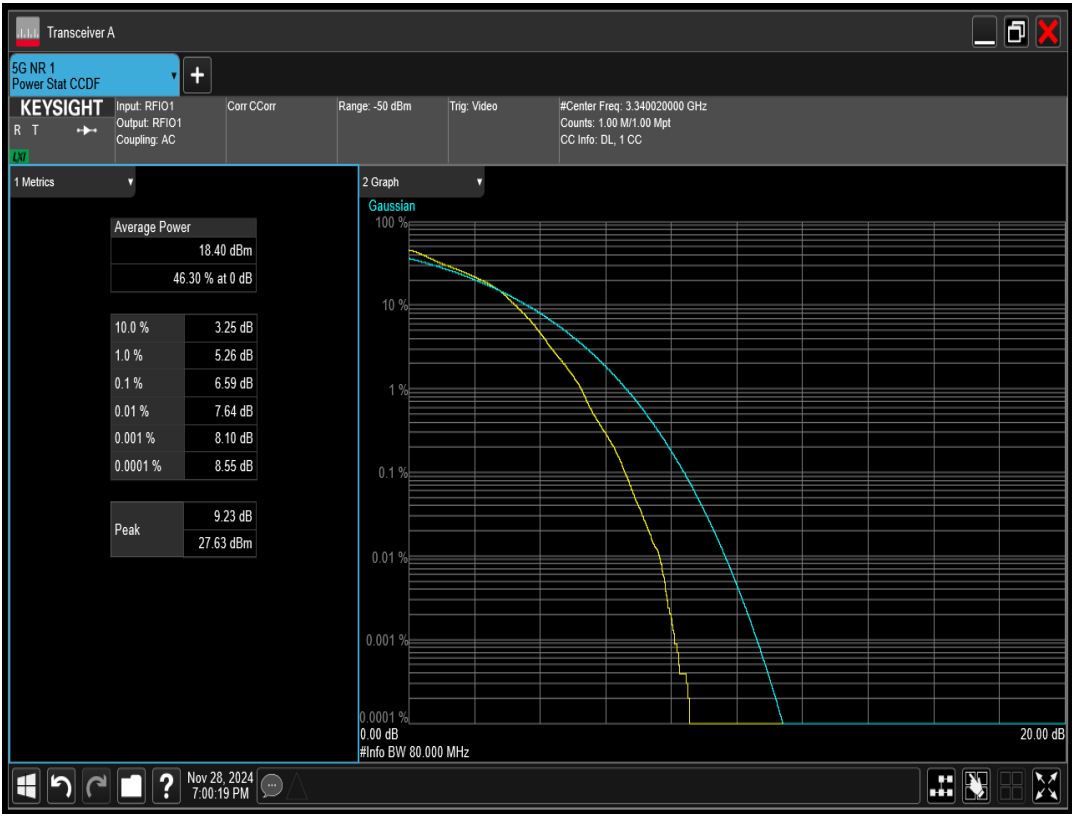 Transceiver A
5G NR 1
Power Stat CCDF
+
KEYSIGHT
R T
LXI
Input: RFIO1
Output: RFIO1
Coupling: AC
Corr CCorr
Range: -50 dBm
Trig: Video
#Center Freq: 3.340020000 GHz
Counts: 1.00 M/1.00 Mpt
CC Info: DL, 1 CC
1 Metrics
Average Power
18.40 dBm
46.30 % at 0 dB
10.0 % 3.25 dB
1.0 % 5.26 dB
0.1 % 6.59 dB
0.01 % 7.64 dB
0.001 % 8.10 dB
0.0001 % 8.55 dB
Peak
9.23 dB
27.63 dBm
2 Graph
Gaussian
100 %
10 %
1 %
0.1 %
0.01 %
0.001 %
0.0001 %
0.00 dB
20.00 dB
#Info BW 80.000 MHz
?
Nov 28, 2024
7:00:19 PM